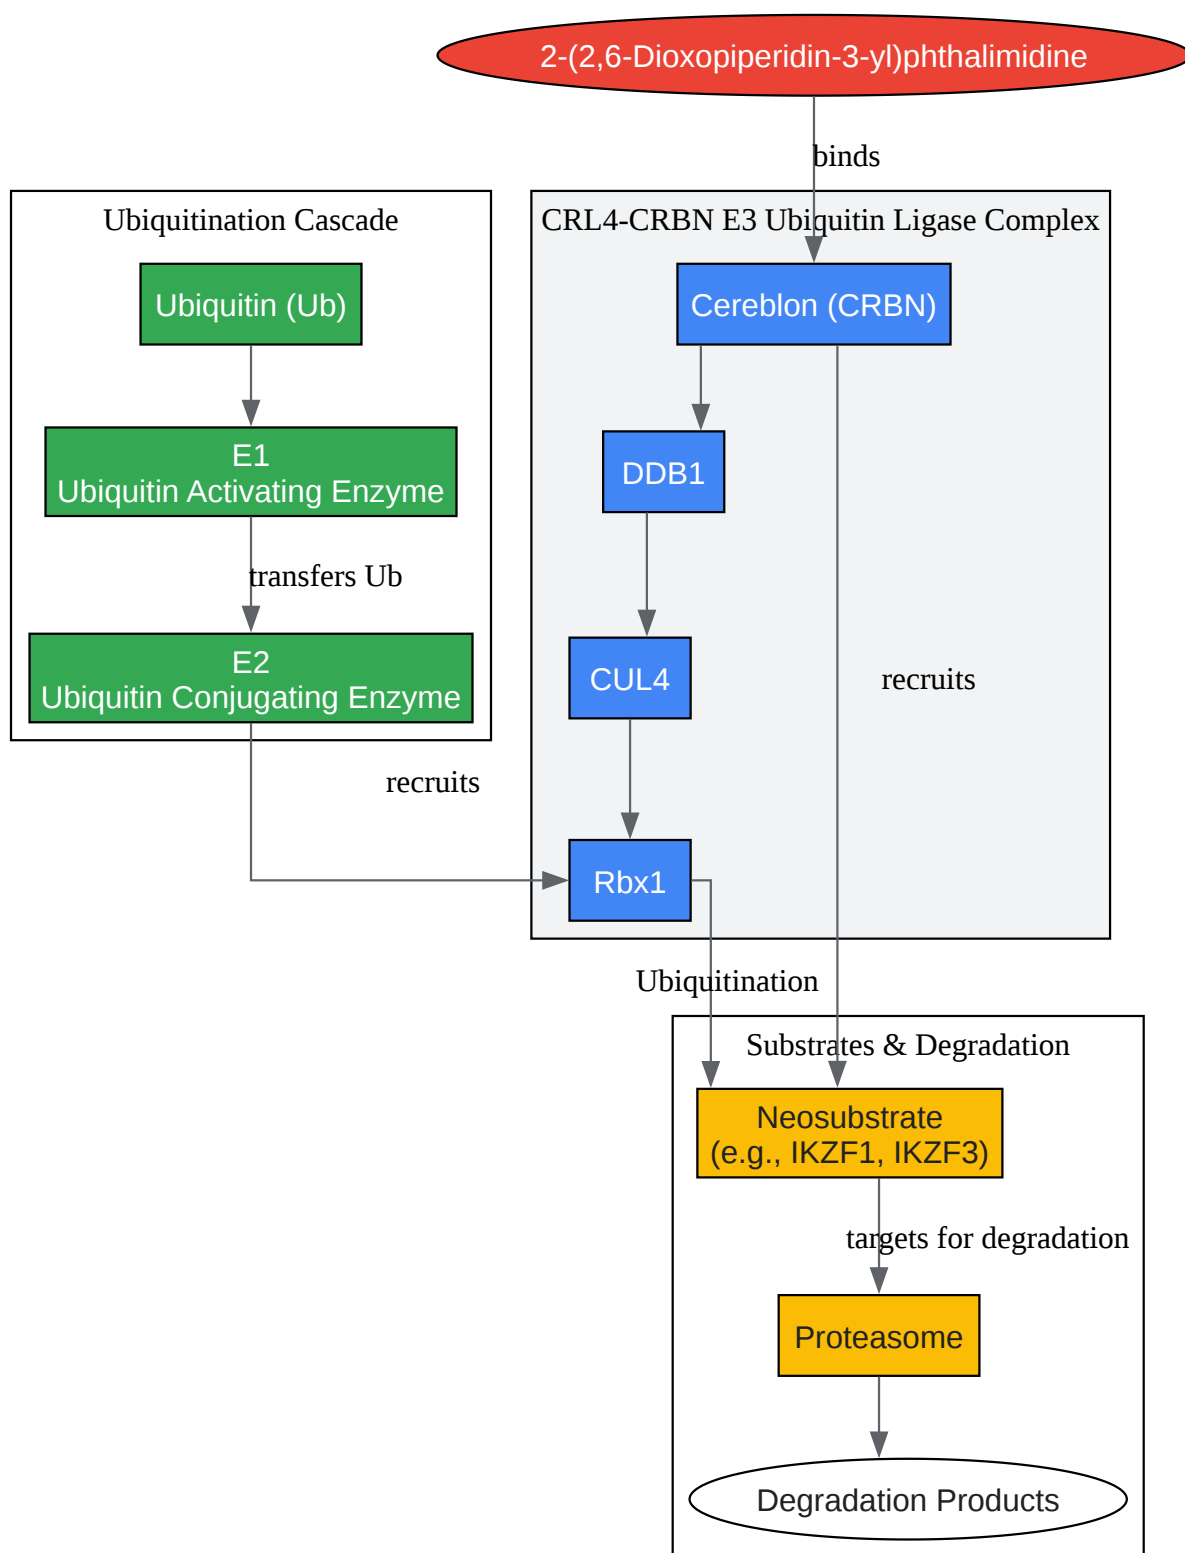 2-(2,6-Dioxopiperidin-3-yl)phthalimidine
binds
Ubiquitination Cascade
Ubiquitin (Ub)
E1
Ubiquitin Activating Enzyme
transfers Ub
E2
Ubiquitin Conjugating Enzyme
recruits
CRL4-CRBN E3 Ubiquitin Ligase Complex
Cereblon (CRBN)
DDB1
CUL4
recruits
Rbx1
Ubiquitination
Substrates & Degradation
Neosubstrate
(e.g., IKZF1, IKZF3)
targets for degradation
Proteasome
Degradation Products